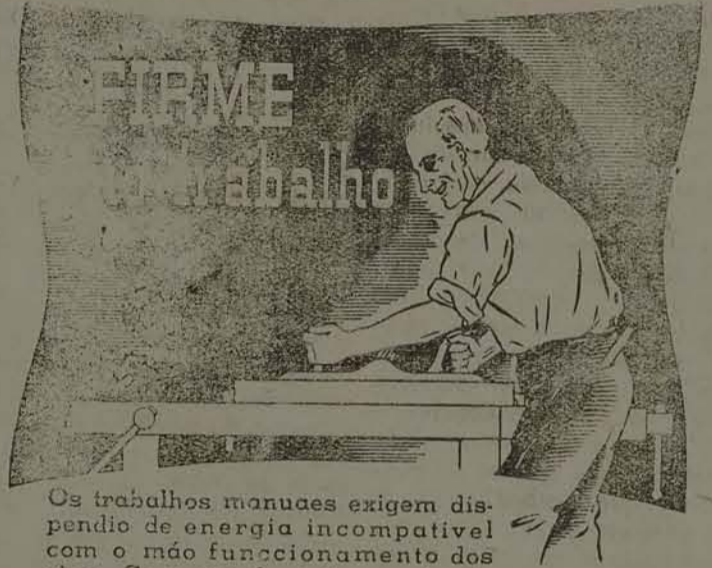 FIRME
trabalho
Os trabalhos manuaes exigem dis-
pendio de energia incompativel
com o máo funccionamento dos